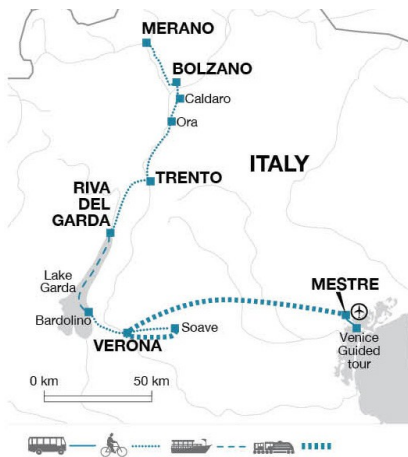 MERANO
BOLZANO
Caldaro
Ora
TRENTO
ITALY
RIVA
DEL
GARDA
Lake
Garda
Bardolino
VERONA
Soave
MESTRE
Venice
Guided
tour
0 km
50 km